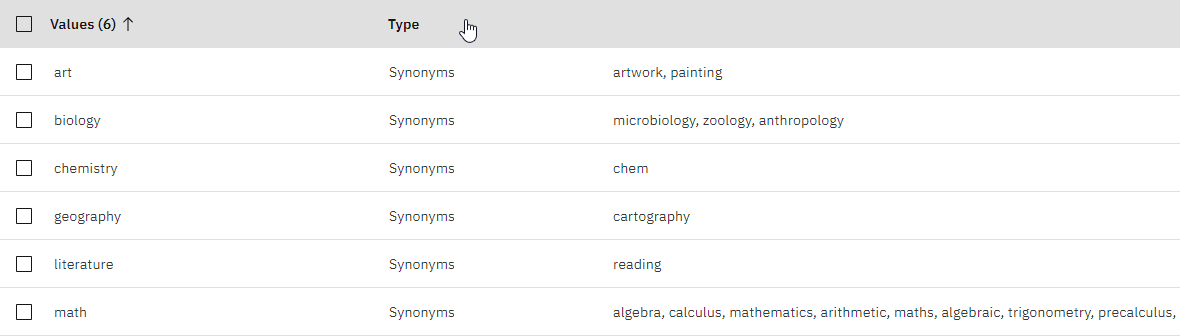 Values (6) ↑ Type
art Synonyms artwork, painting
biology Synonyms microbiology, zoology, anthropology
chemistry Synonyms chem
geography Synonyms cartography
literature Synonyms reading
math Synonyms algebra, calculus, mathematics, arithmetic, maths, algebraic, trigonometry, precalculus,